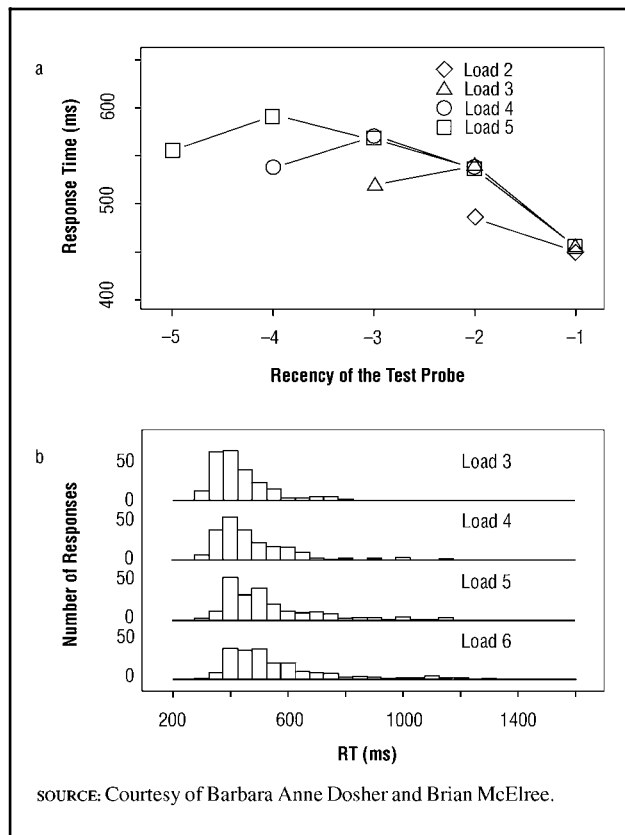 a
Load 2
Load 3
Load 4
Load 5
Response Time (ms)
600
500
400
−5 −4 −3 −2 −1
Recency of the Test Probe
b
Number of Responses
50
0
Load 3
50
0
Load 4
50
0
Load 5
50
0
Load 6
200 600 1000 1400
RT (ms)
SOURCE: Courtesy of Barbara Anne Dosher and Brian McElree.